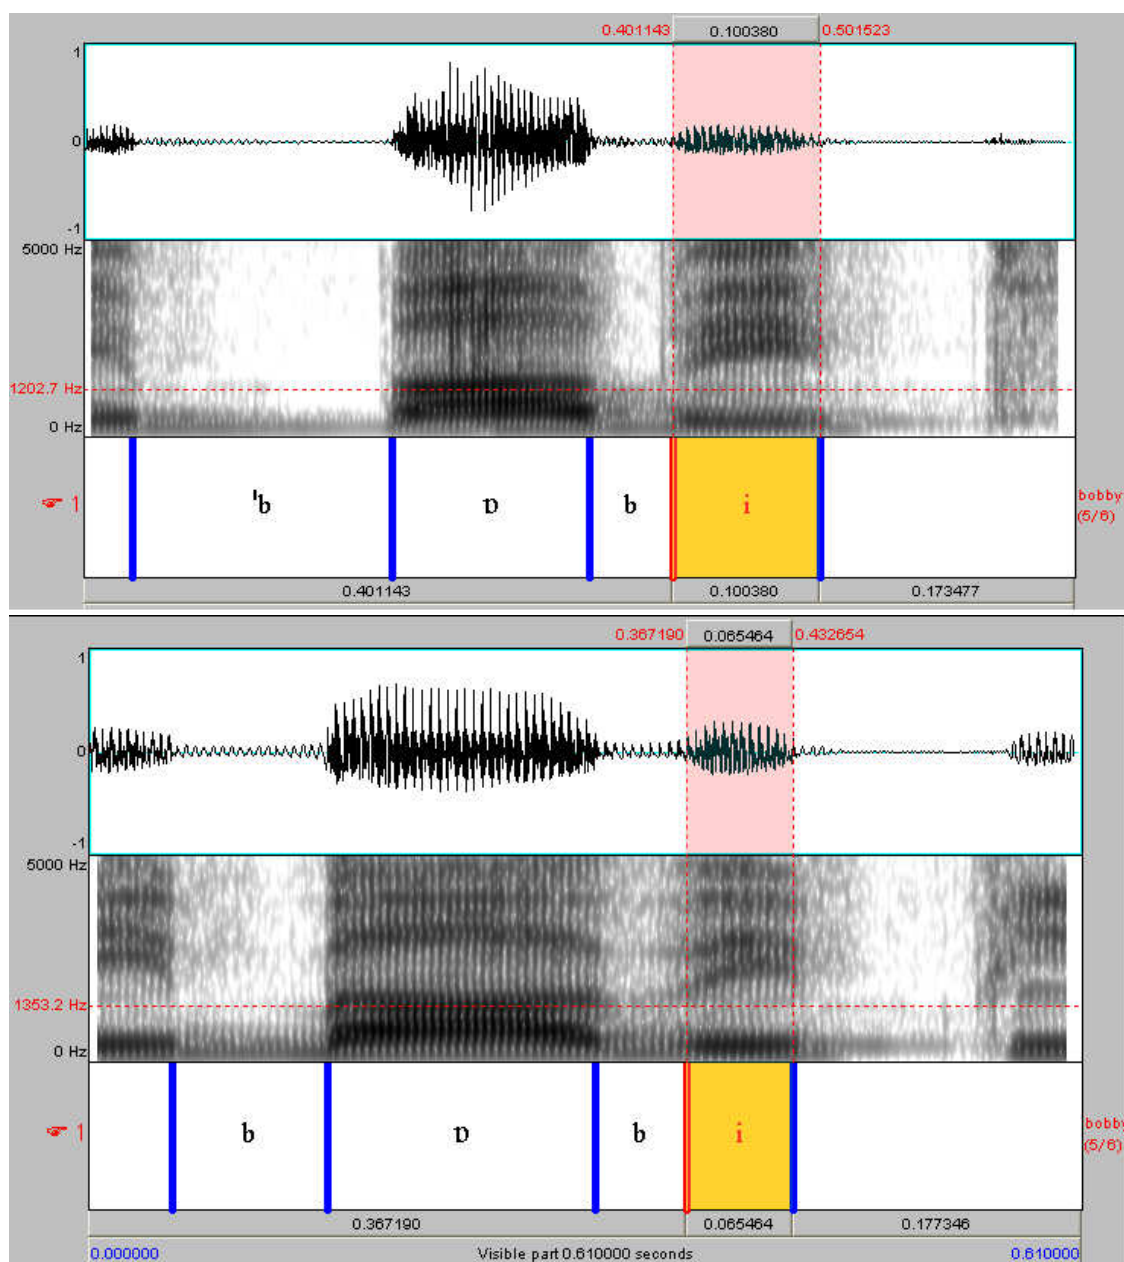 0.401143 0.100380 0.501523
1
0
-1
5000 Hz
1202.7 Hz
0 Hz
☞ 1 ˈb ɒ b i bobby
(5/6)
0.401143 0.100380 0.173477
0.367190 0.065464 0.432654
1
0
-1
5000 Hz
1353.2 Hz
0 Hz
☞ 1 b ɒ b i bobby
(5/6)
0.367190 0.065464 0.177346
0.000000 Visible part 0.610000 seconds 0.610000